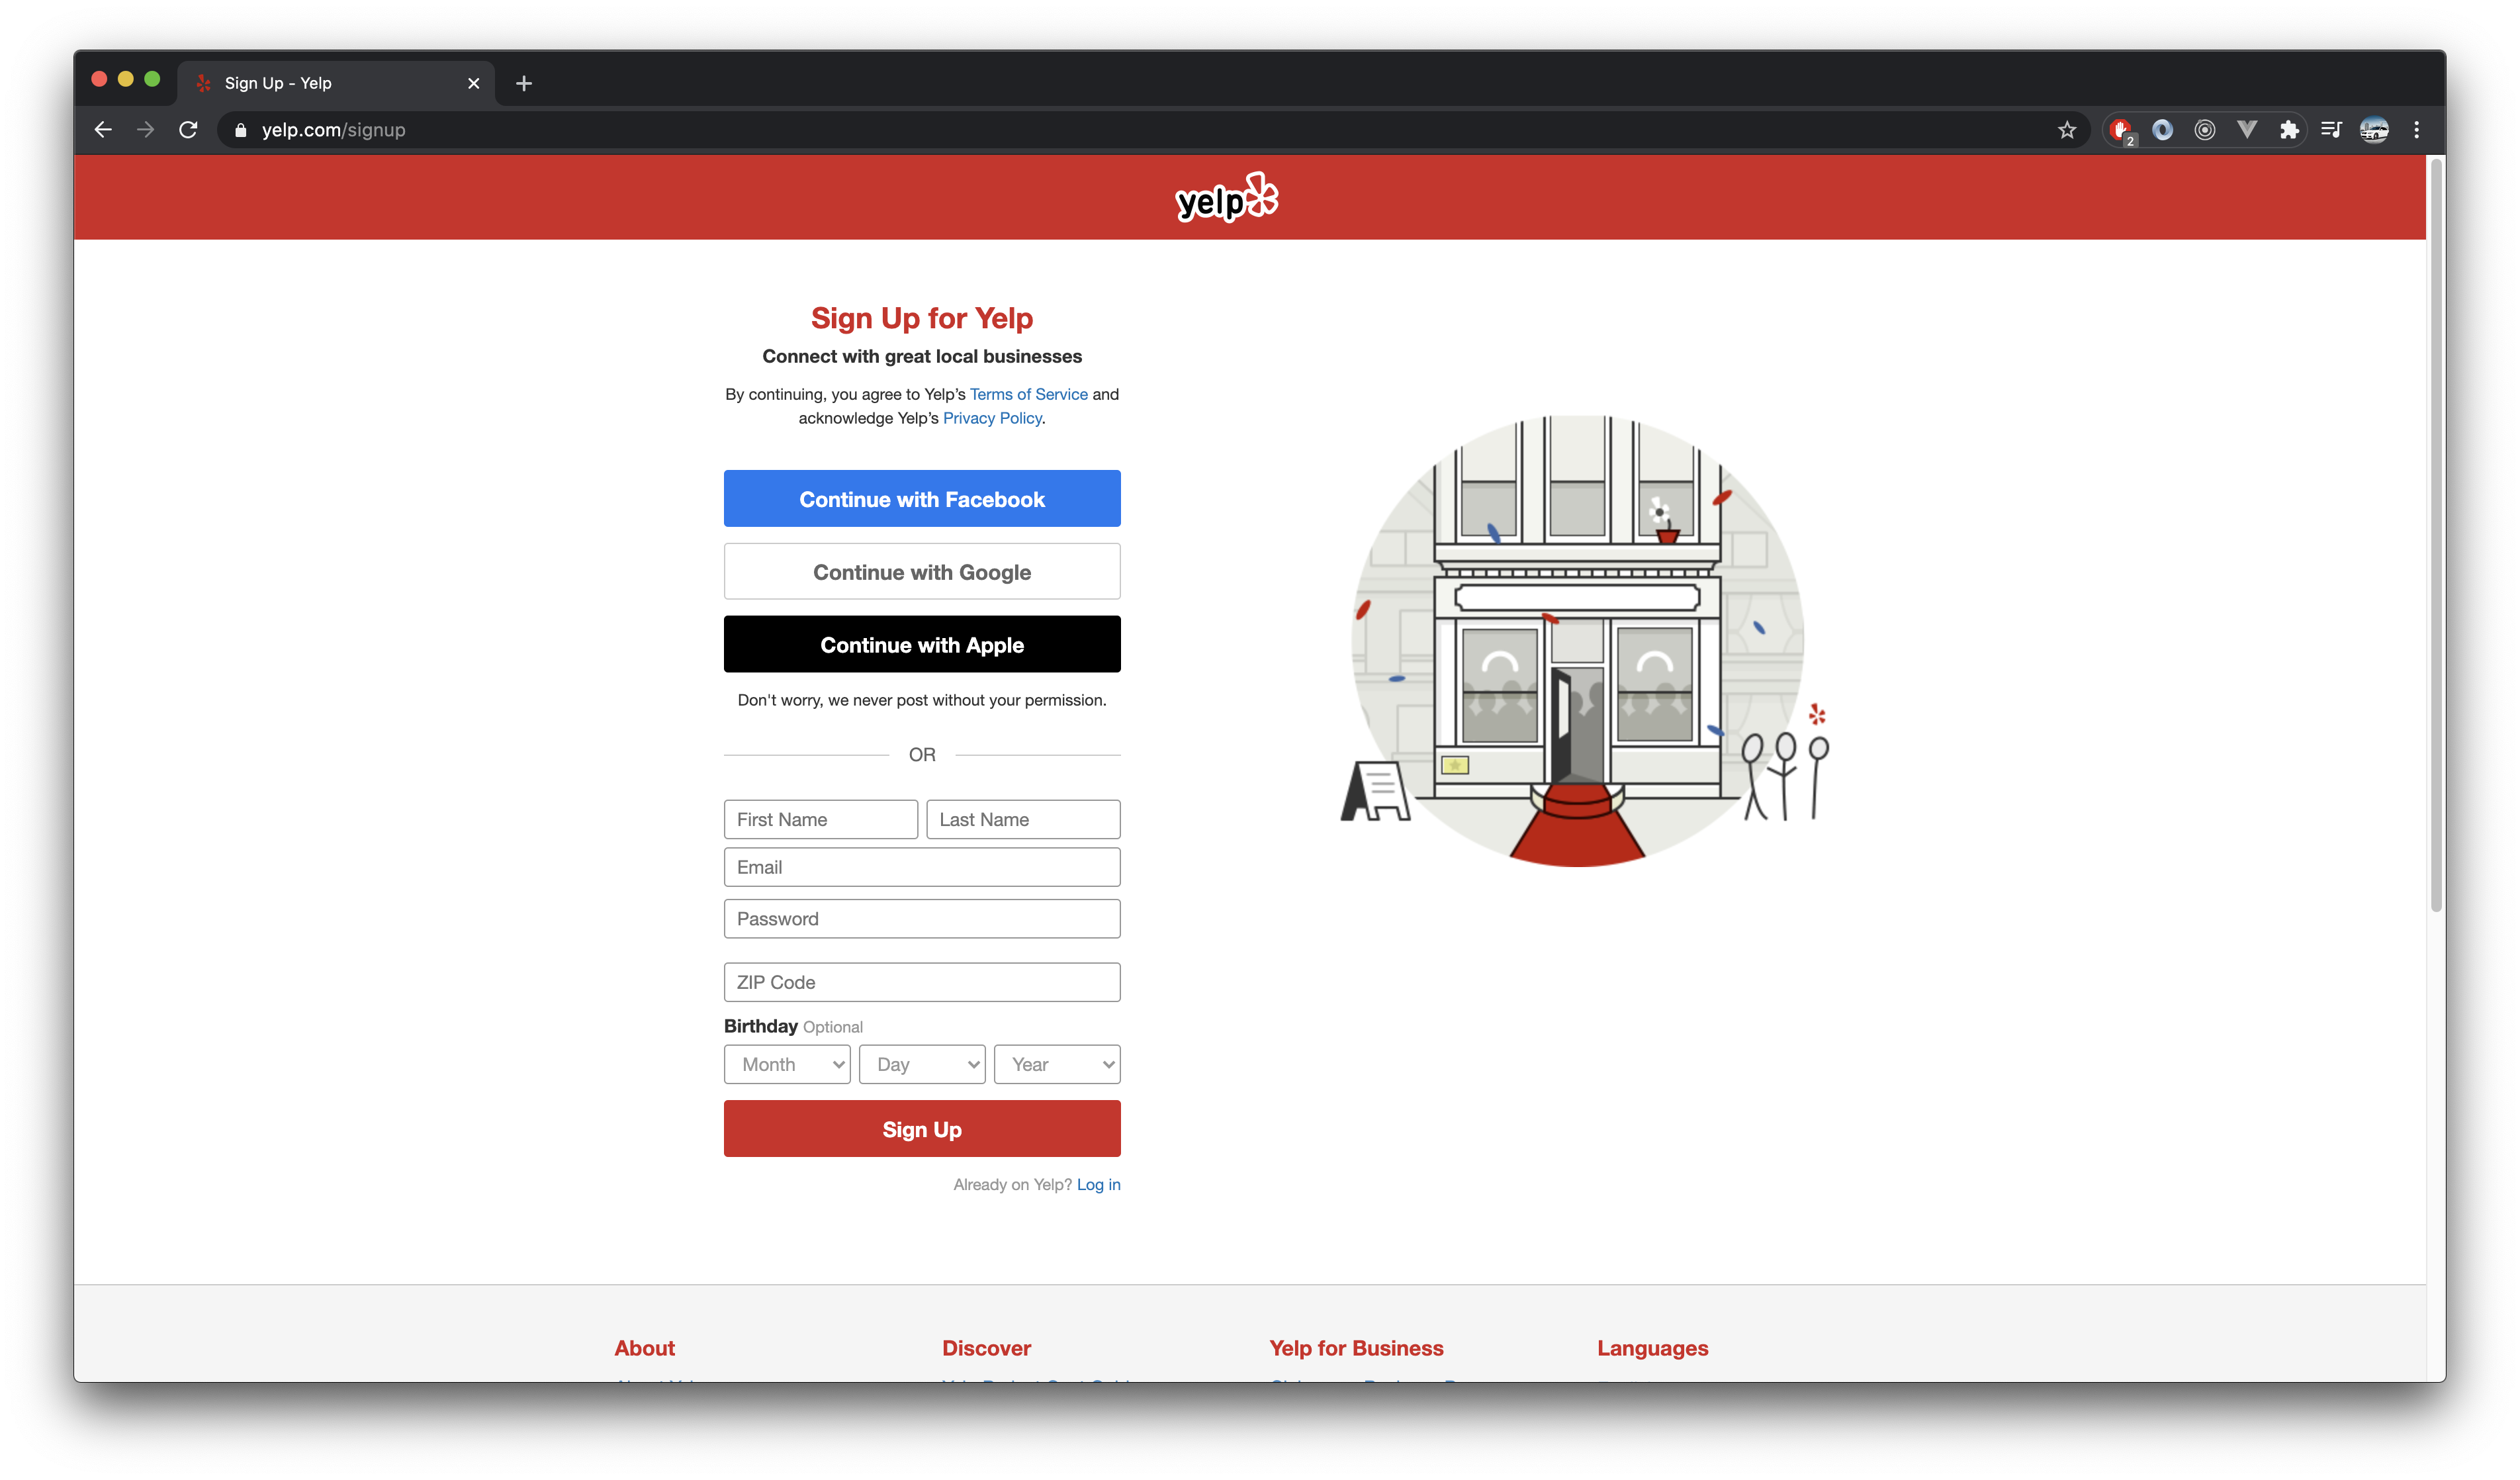 Sign Up - Yelp
yelp.com/signup
2
yelp
Sign Up for Yelp
Connect with great local businesses
By continuing, you agree to Yelp’s Terms of Service and
acknowledge Yelp’s Privacy Policy.
Continue with Facebook
Continue with Google
Continue with Apple
Don't worry, we never post without your permission.
OR
First Name Last Name
Email
Password
ZIP Code
Birthday Optional
Month Day Year
Sign Up
Already on Yelp? Log in
About Discover Yelp for Business Languages